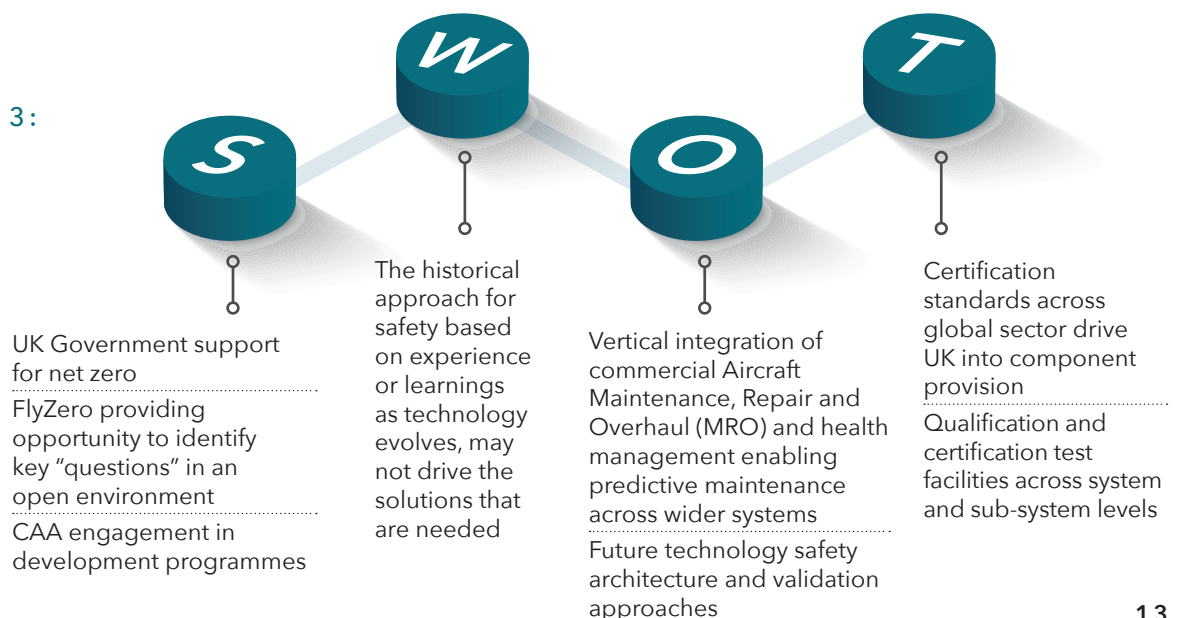 3:
S
UK Government support
for net zero
FlyZero providing
opportunity to identify
key “questions” in an
open environment
CAA engagement in
development programmes
W
The historical
approach for
safety based
on experience
or learnings
as technology
evolves, may
not drive the
solutions that
are needed
O
Vertical integration of
commercial Aircraft
Maintenance, Repair and
Overhaul (MRO) and health
management enabling
predictive maintenance
across wider systems
Future technology safety
architecture and validation
approaches
T
Certification
standards across
global sector drive
UK into component
provision
Qualification and
certification test
facilities across system
and sub-system levels
13